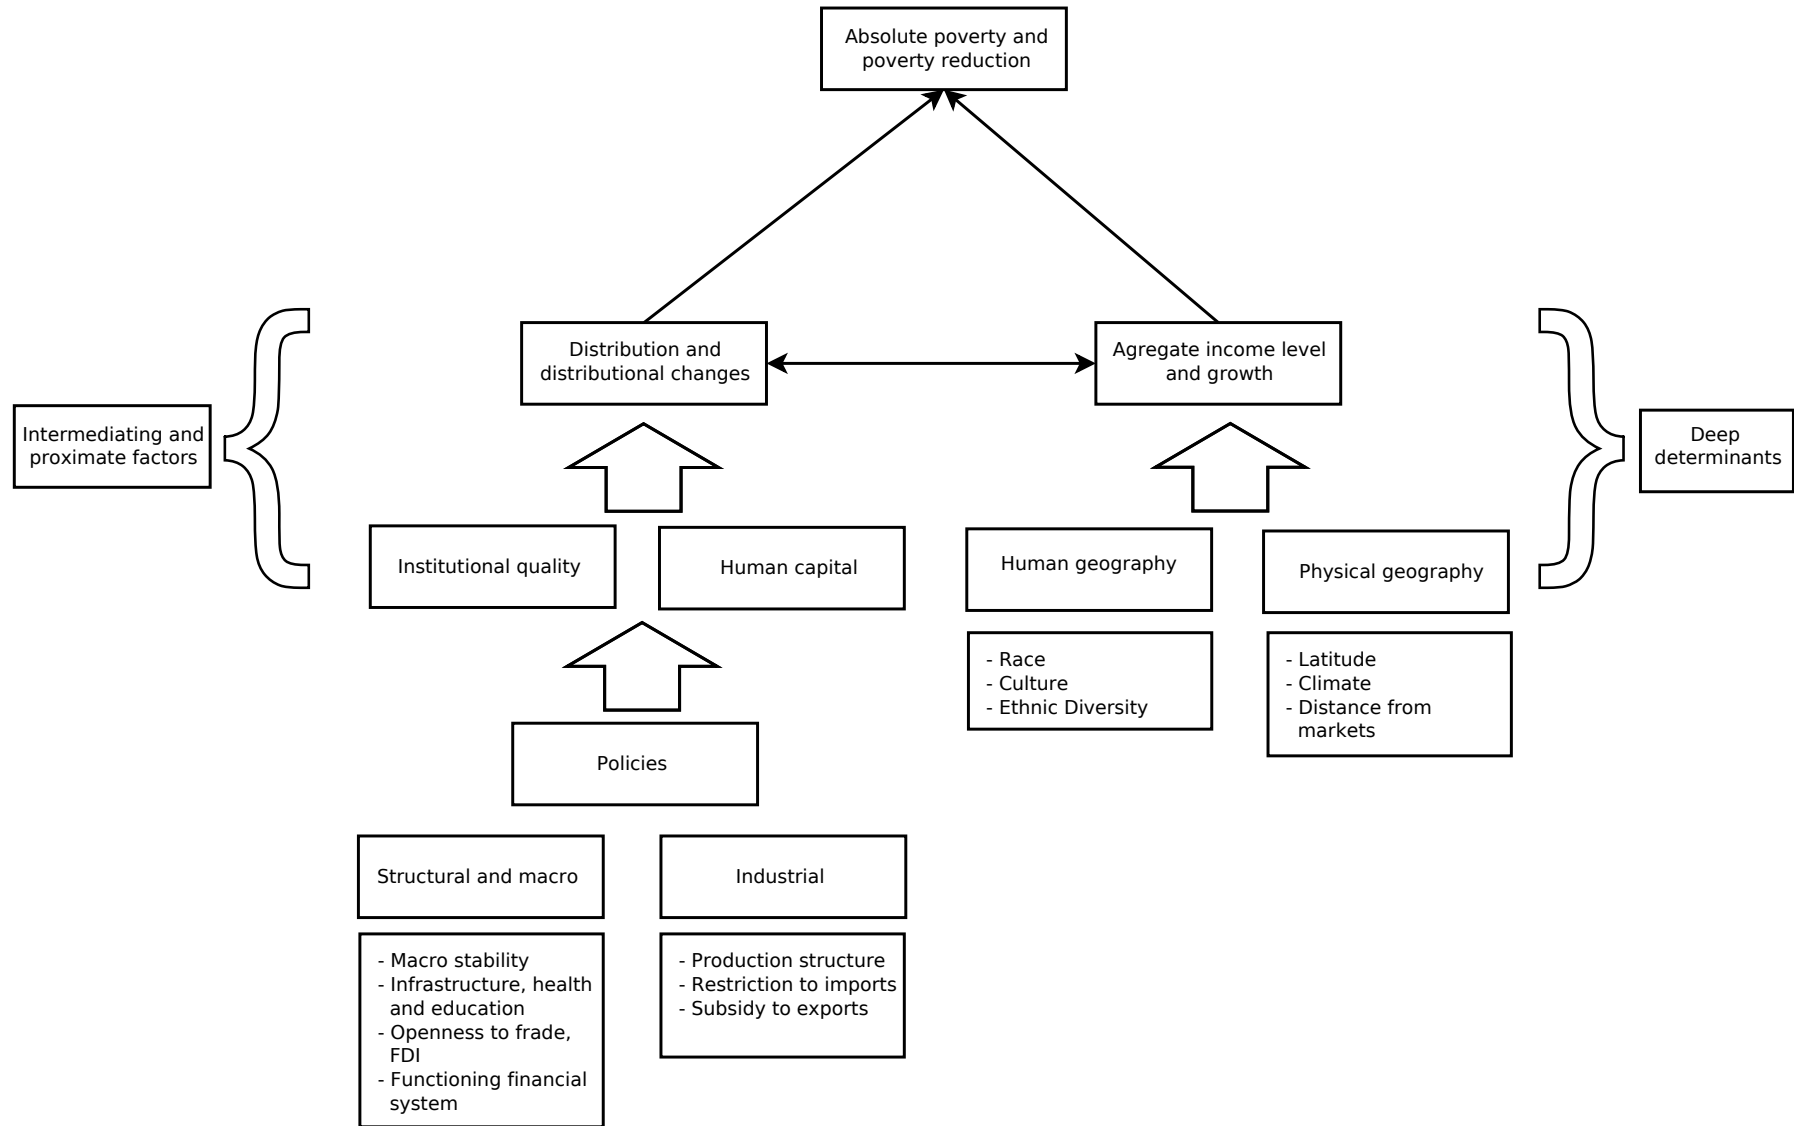 Absolute poverty and
poverty reduction
Distribution and
distributional changes
Agregate income level
and growth
Intermediating and
proximate factors
Deep
determinants
Institutional quality
Human capital
Human geography
Physical geography
- Race
- Culture
- Ethnic Diversity
- Latitude
- Climate
- Distance from
markets
Policies
Structural and macro
Industrial
- Macro stability
- Infrastructure, health
and education
- Openness to frade,
FDI
- Functioning financial
system
- Production structure
- Restriction to imports
- Subsidy to exports